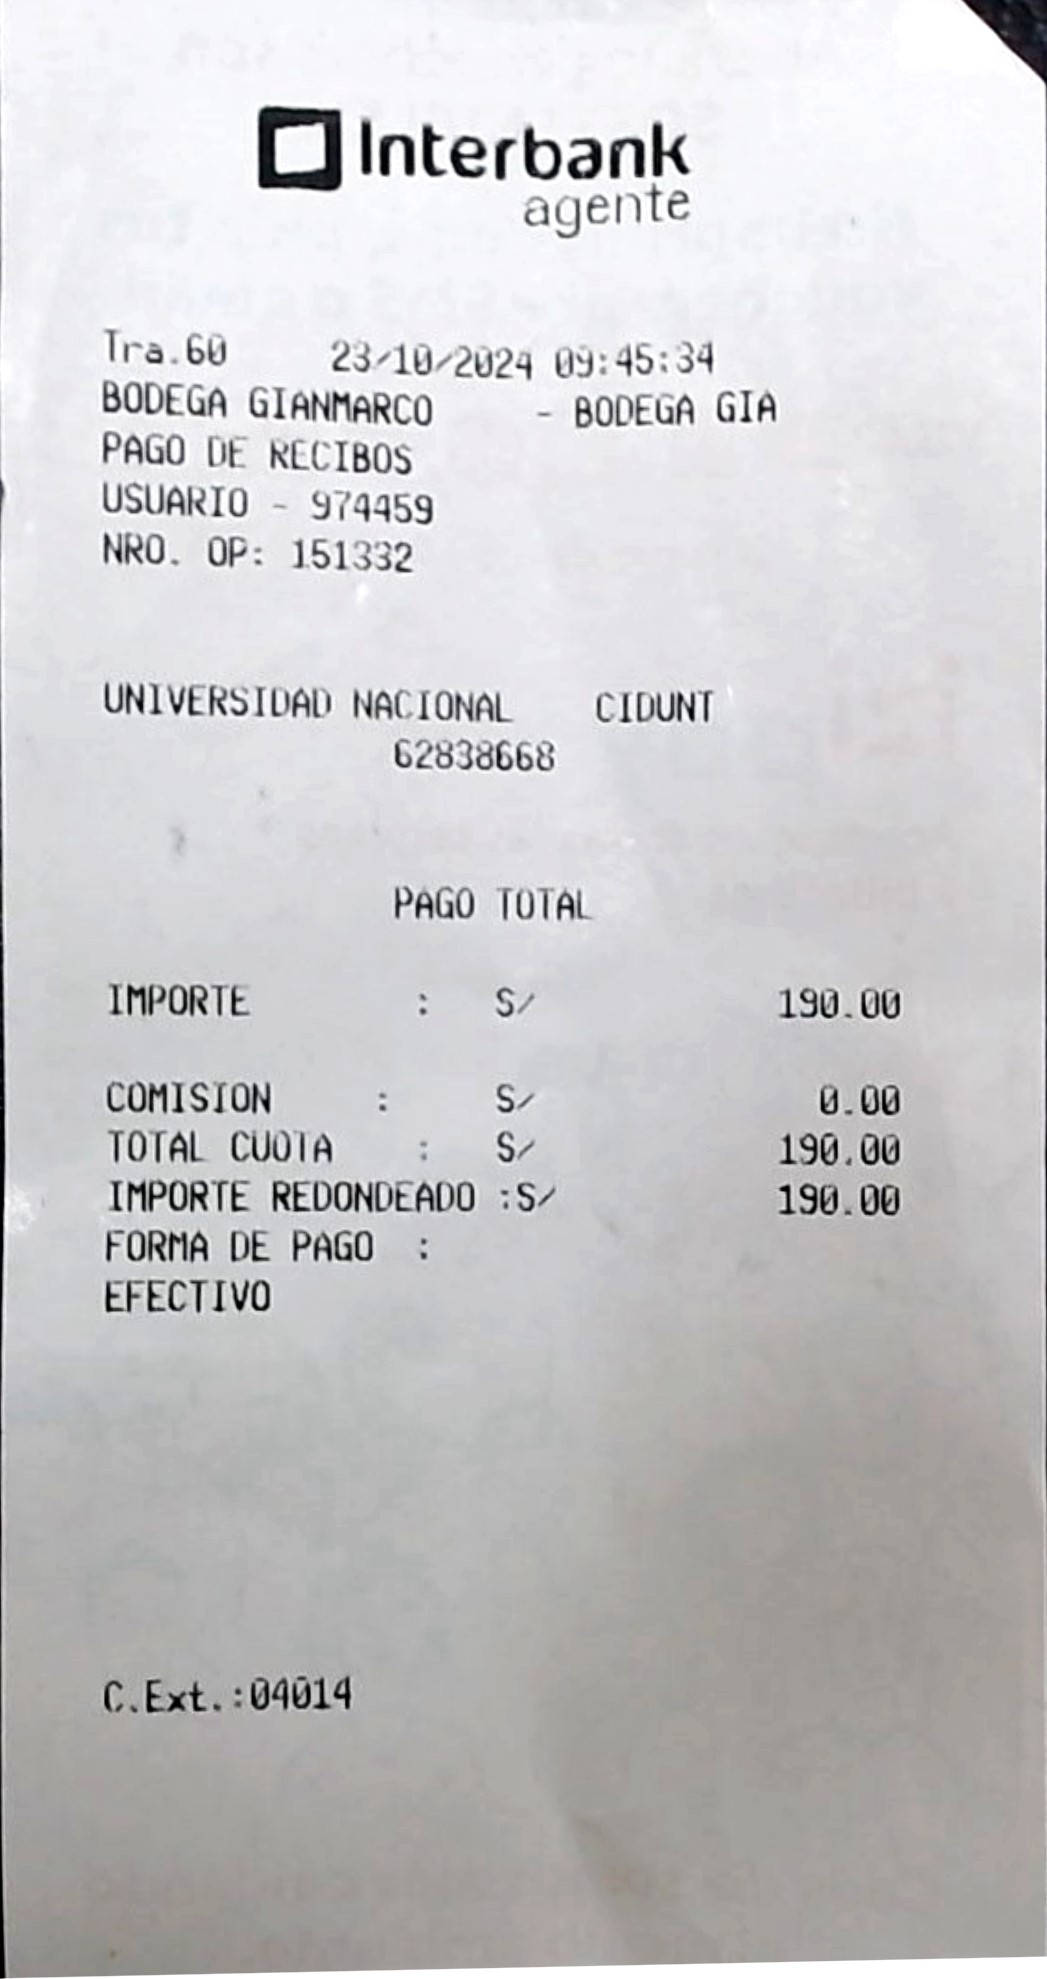 Interbank
agente
Tra.60 23/10/2024 09:45:34
BODEGA GIANMARCO - BODEGA GIA
PAGO DE RECIBOS
USUARIO - 974459
NRO. OP: 151332
UNIVERSIDAD NACIONAL CIDUNT
62838668
PAGO TOTAL
IMPORTE : S/ 190.00
COMISION : S/ 0.00
TOTAL CUOTA : S/ 190.00
IMPORTE REDONDEADO :S/ 190.00
FORMA DE PAGO :
EFECTIVO
C.Ext.:04014